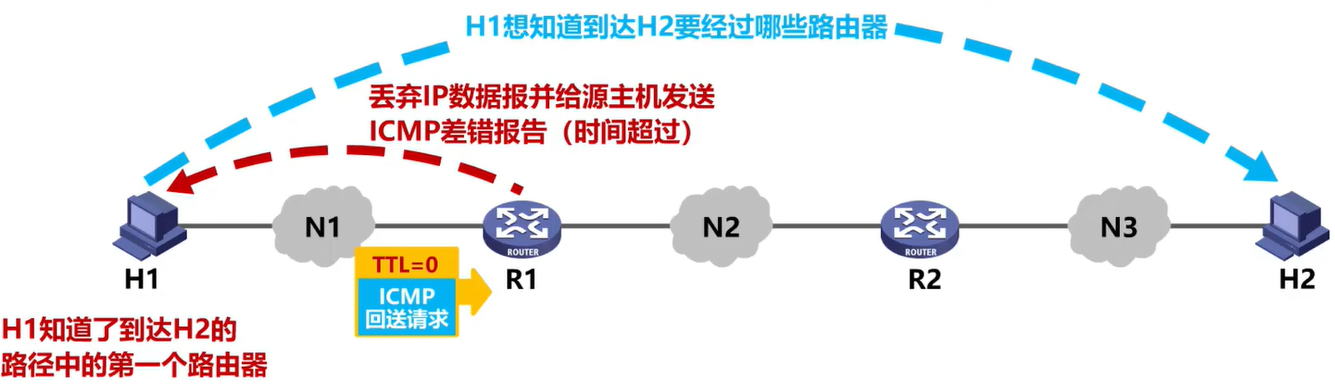 H1想知道到达H2要经过哪些路由器
丢弃IP数据报并给源主机发送
ICMP差错报告（时间超过）
N1
N2
N3
ROUTER
ROUTER
H1
TTL=0
R1
R2
H2
ICMP
回送请求
H1知道了到达H2的
路径中的第一个路由器